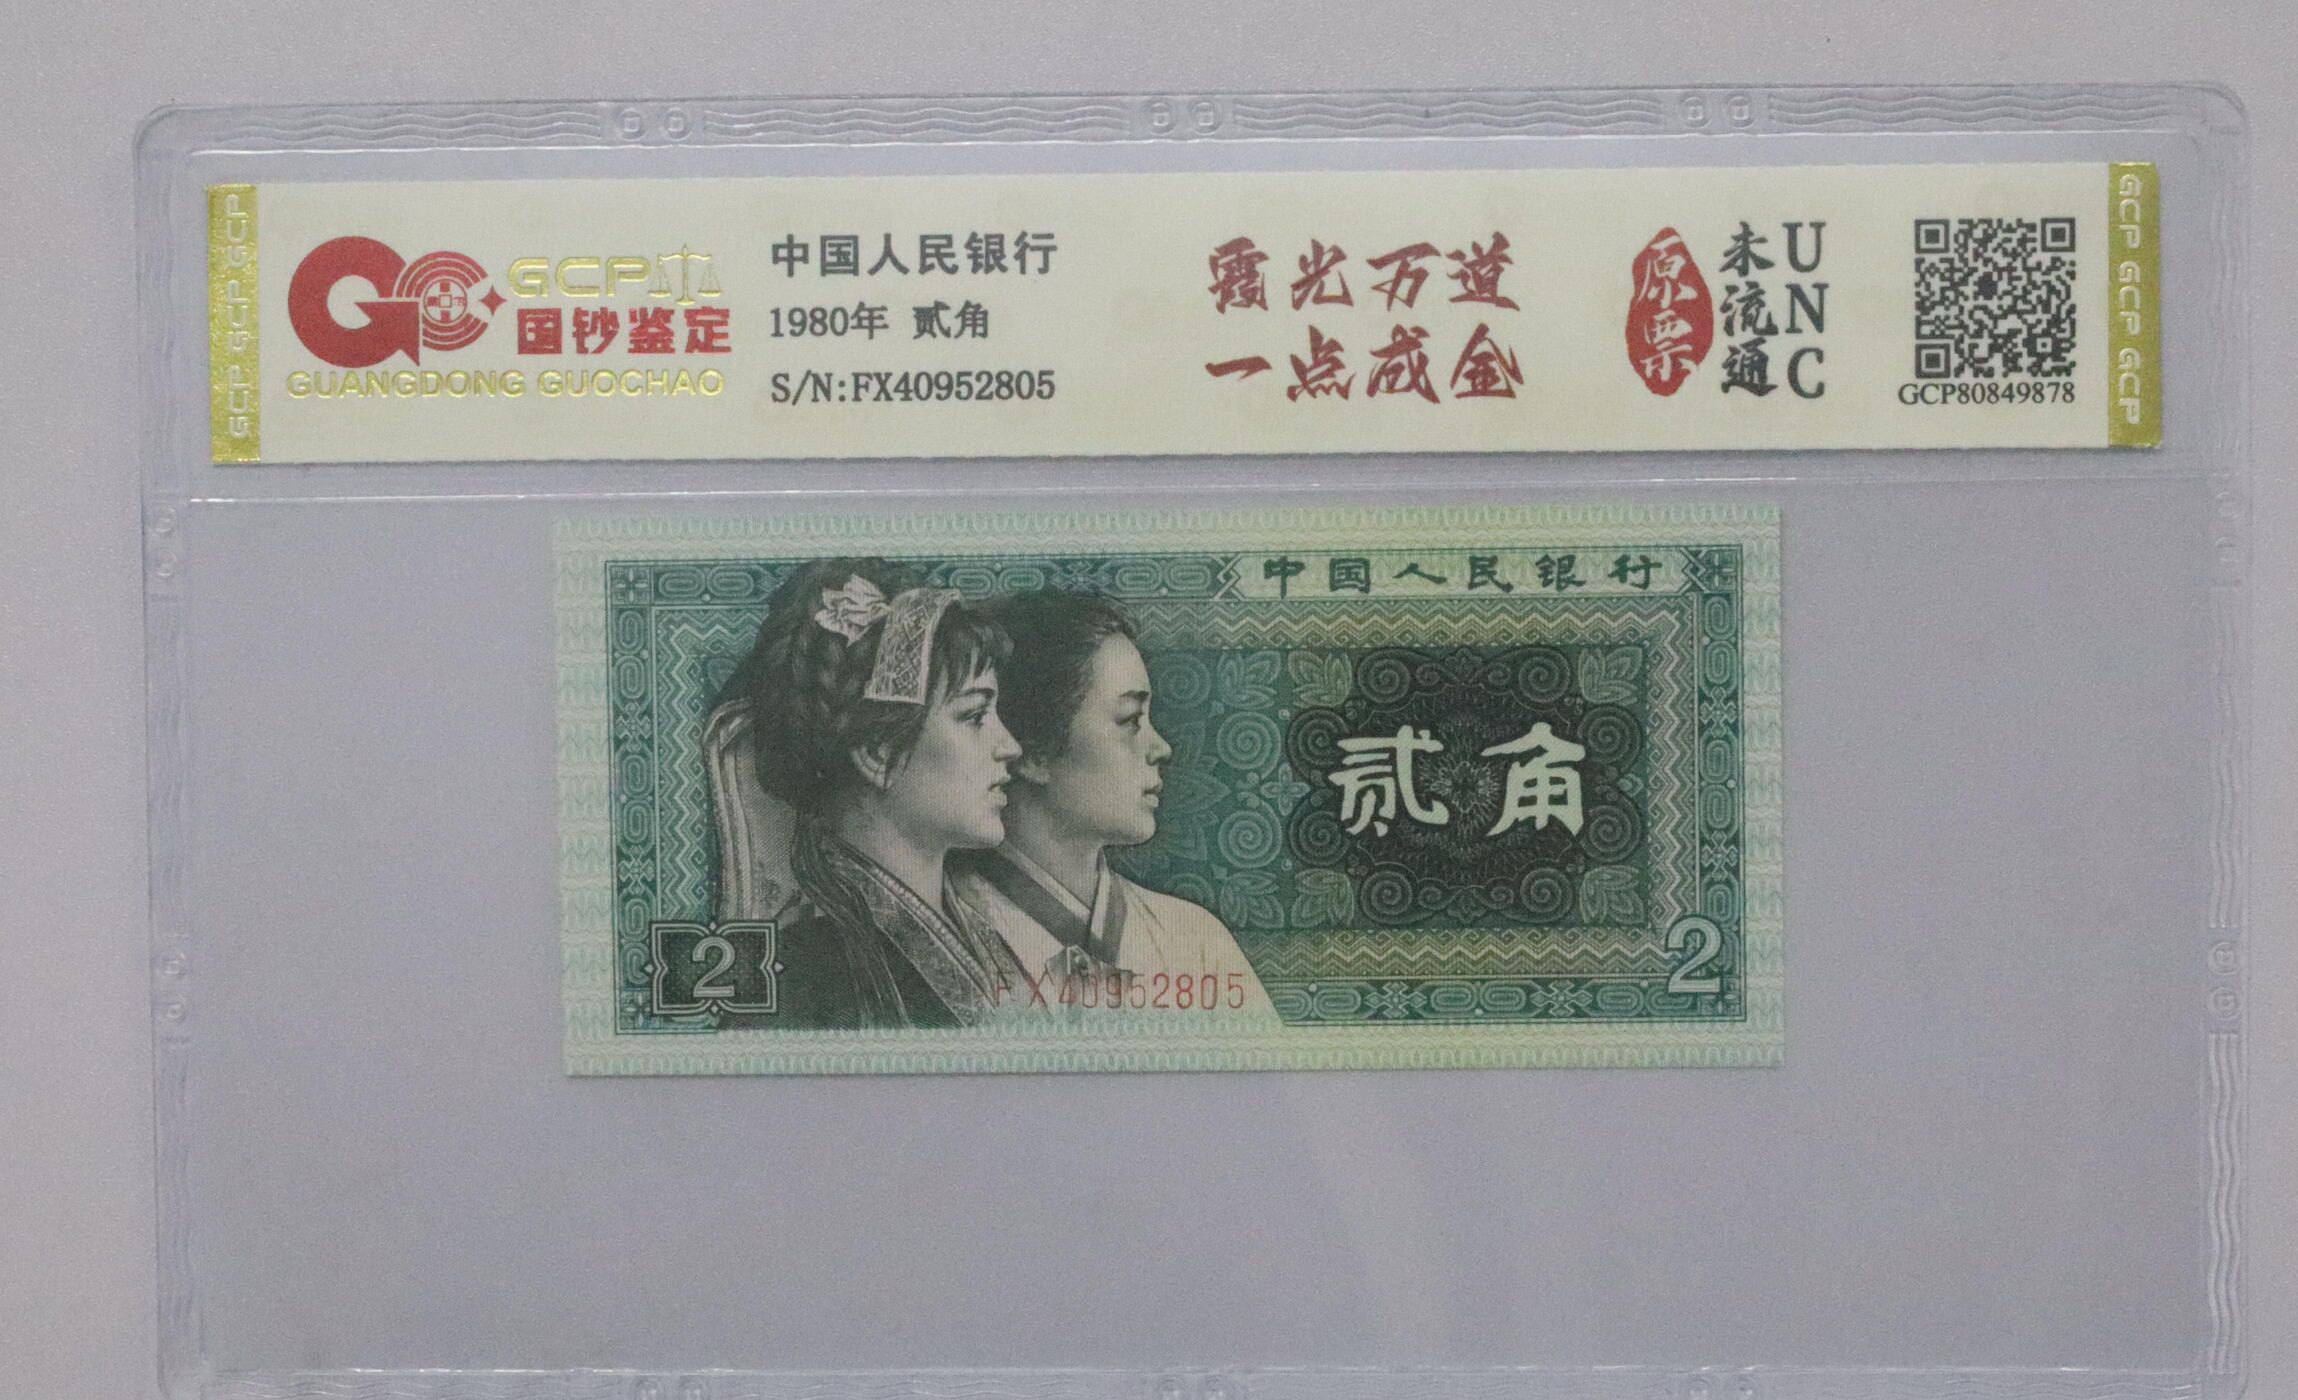 GCP
国钞鉴定
GUANGDONG GUOCHAO
中国人民银行
1980年 贰角
S/N:FX40952805
霞光万道
一点成金
原票
未流通
UNC
GCP80849878
GCP GCP GCP
GCP GCP GCP
中国人民银行
贰角
2
2
FX40952805